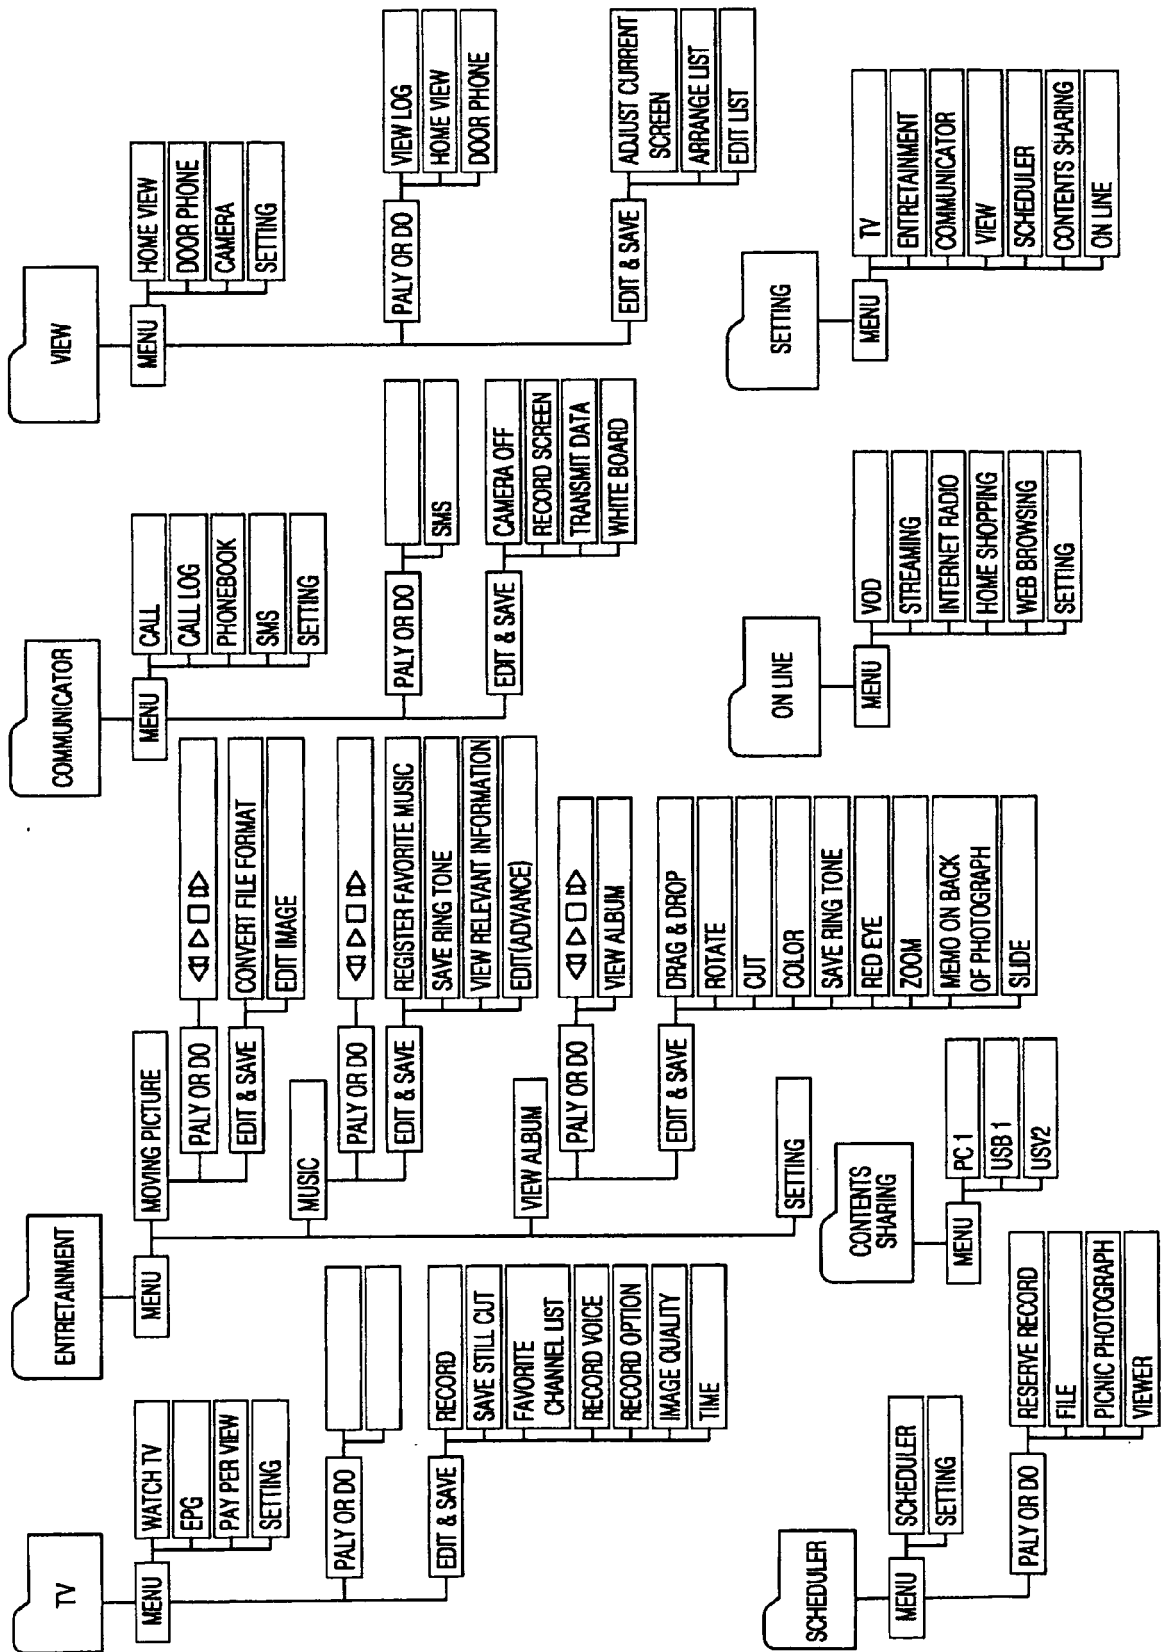 TV
MENU
WATCH TV
EPG
PAY PER VIEW
SETTING
PALY OR DO
EDIT & SAVE
RECORD
SAVE STILL CUT
FAVORITE
CHANNEL LIST
RECORD VOICE
RECORD OPTION
IMAGE QUALITY
TIME
ENTRETAINMENT
MENU
MOVING PICTURE
PALY OR DO
EDIT & SAVE
CONVERT FILE FORMAT
EDIT IMAGE
MUSIC
PALY OR DO
EDIT & SAVE
REGISTER FAVORITE MUSIC
SAVE RING TONE
VIEW RELEVANT INFORMATION
EDIT(ADVANCE)
VIEW ALBUM
PALY OR DO
VIEW ALBUM
EDIT & SAVE
DRAG & DROP
ROTATE
CUT
COLOR
SAVE RING TONE
RED EYE
ZOOM
MEMO ON BACK
OF PHOTOGRAPH
SLIDE
SETTING
COMMUNICATOR
MENU
CALL
CALL LOG
PHONEBOOK
SMS
SETTING
PALY OR DO
SMS
EDIT & SAVE
CAMERA OFF
RECORD SCREEN
TRANSMIT DATA
WHITE BOARD
VIEW
MENU
HOME VIEW
DOOR PHONE
CAMERA
SETTING
PALY OR DO
VIEW LOG
HOME VIEW
DOOR PHONE
EDIT & SAVE
ADJUST CURRENT
SCREEN
ARRANGE LIST
EDIT LIST
SCHEDULER
MENU
SCHEDULER
SETTING
PALY OR DO
RESERVE RECORD
FILE
PICNIC PHOTOGRAPH
VIEWER
CONTENTS
SHARING
MENU
PC 1
USB 1
USV2
ON LINE
MENU
VOD
STREAMING
INTERNET RADIO
HOME SHOPPING
WEB BROWSING
SETTING
SETTING
MENU
TV
ENTRETAINMENT
COMMUNICATOR
VIEW
SCHEDULER
CONTENTS SHARING
ON LINE